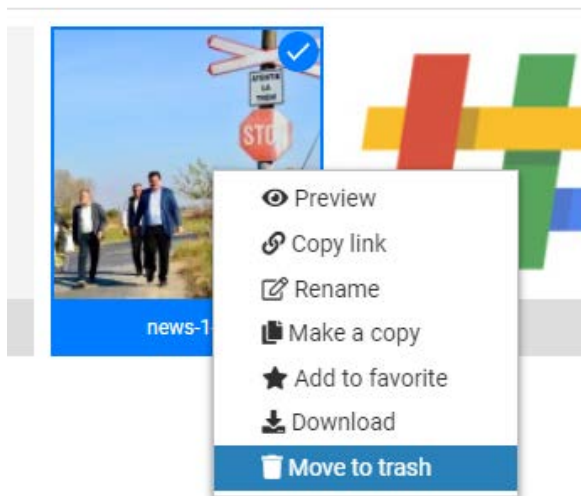 ATENTIE
LA
TREN
STOP
news-1-
Preview
Copy link
Rename
Make a copy
Add to favorite
Download
Move to trash